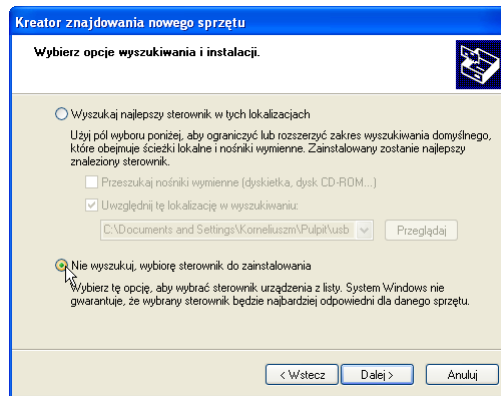 Kreator znajdowania nowego sprzętu
Wybierz opcje wyszukiwania i instalacji.
Wyszukaj najlepszy sterownik w tych lokalizacjach
Użyj pól wyboru poniżej, aby ograniczyć lub rozszerzyć zakres wyszukiwania domyślnego,
które obejmuje ścieżki lokalne i nośniki wymienne. Zainstalowany zostanie najlepszy
znaleziony sterownik.
Przeszukaj nośniki wymienne (dyskietka, dysk CD-ROM...)
Uwzględnij tę lokalizację w wyszukiwaniu:
C:\Documents and Settings\Korneliuszm\Pulpit\usb
Przeglądaj
Nie wyszukuj, wybiorę sterownik do zainstalowania
Wybierz tę opcję, aby wybrać sterownik urządzenia z listy. System Windows nie
gwarantuje, że wybrany sterownik będzie najbardziej odpowiedni dla danego sprzętu.
< Wstecz
Dalej >
Anuluj